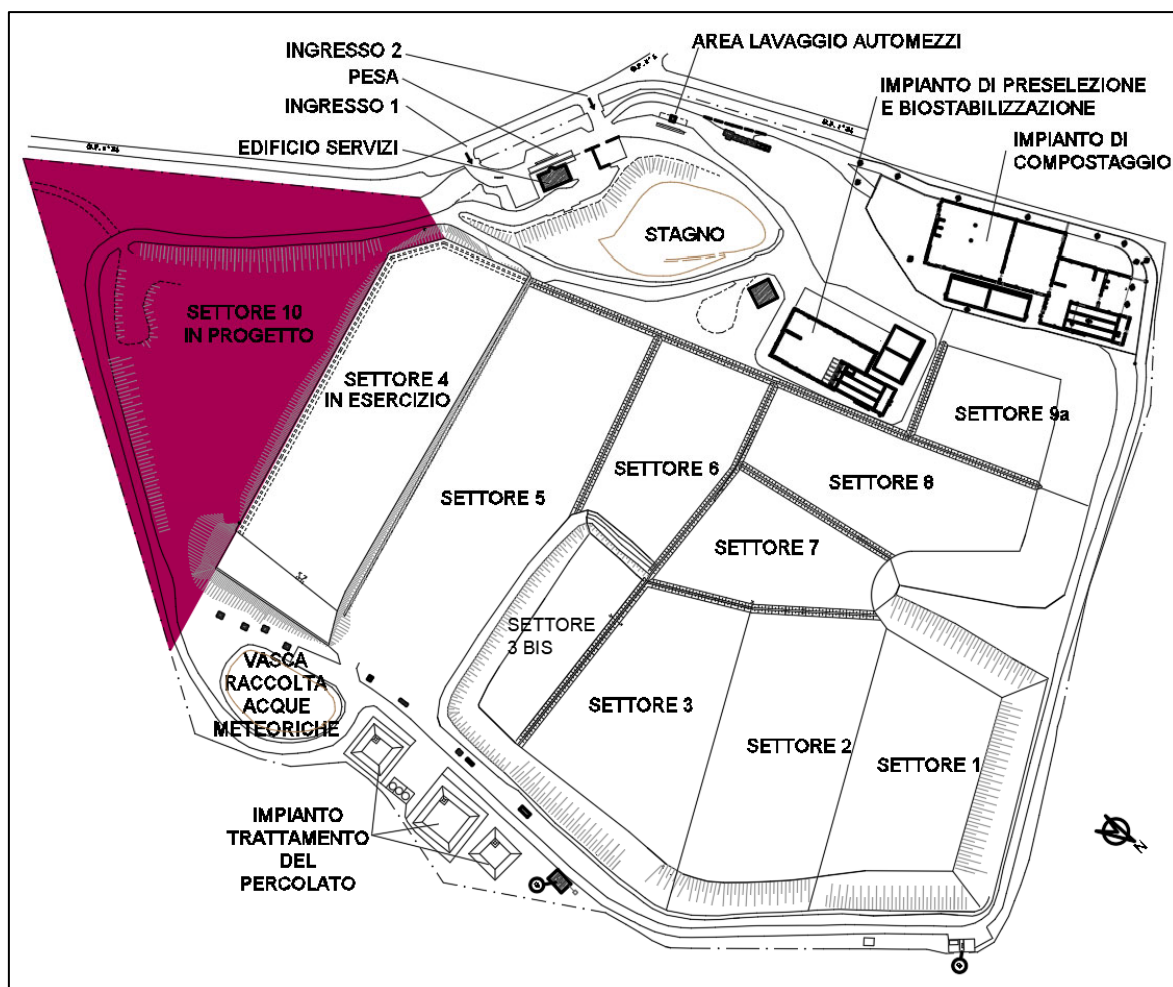 INGRESSO 2
PESA
INGRESSO 1
EDIFICIO SERVIZI
AREA LAVAGGIO AUTOMEZZI
IMPIANTO DI PRESELEZIONE
E BIOSTABILIZZAZIONE
IMPIANTO DI
COMPOSTAGGIO
STAGNO
SETTORE 10
IN PROGETTO
SETTORE 4
IN ESERCIZIO
SETTORE 9a
SETTORE 6
SETTORE 8
SETTORE 5
SETTORE 7
SETTORE
3 BIS
VASCA
RACCOLTA
ACQUE
METEORICHE
SETTORE 3
SETTORE 2
SETTORE 1
IMPIANTO
TRATTAMENTO
DEL
PERCOLATO
N